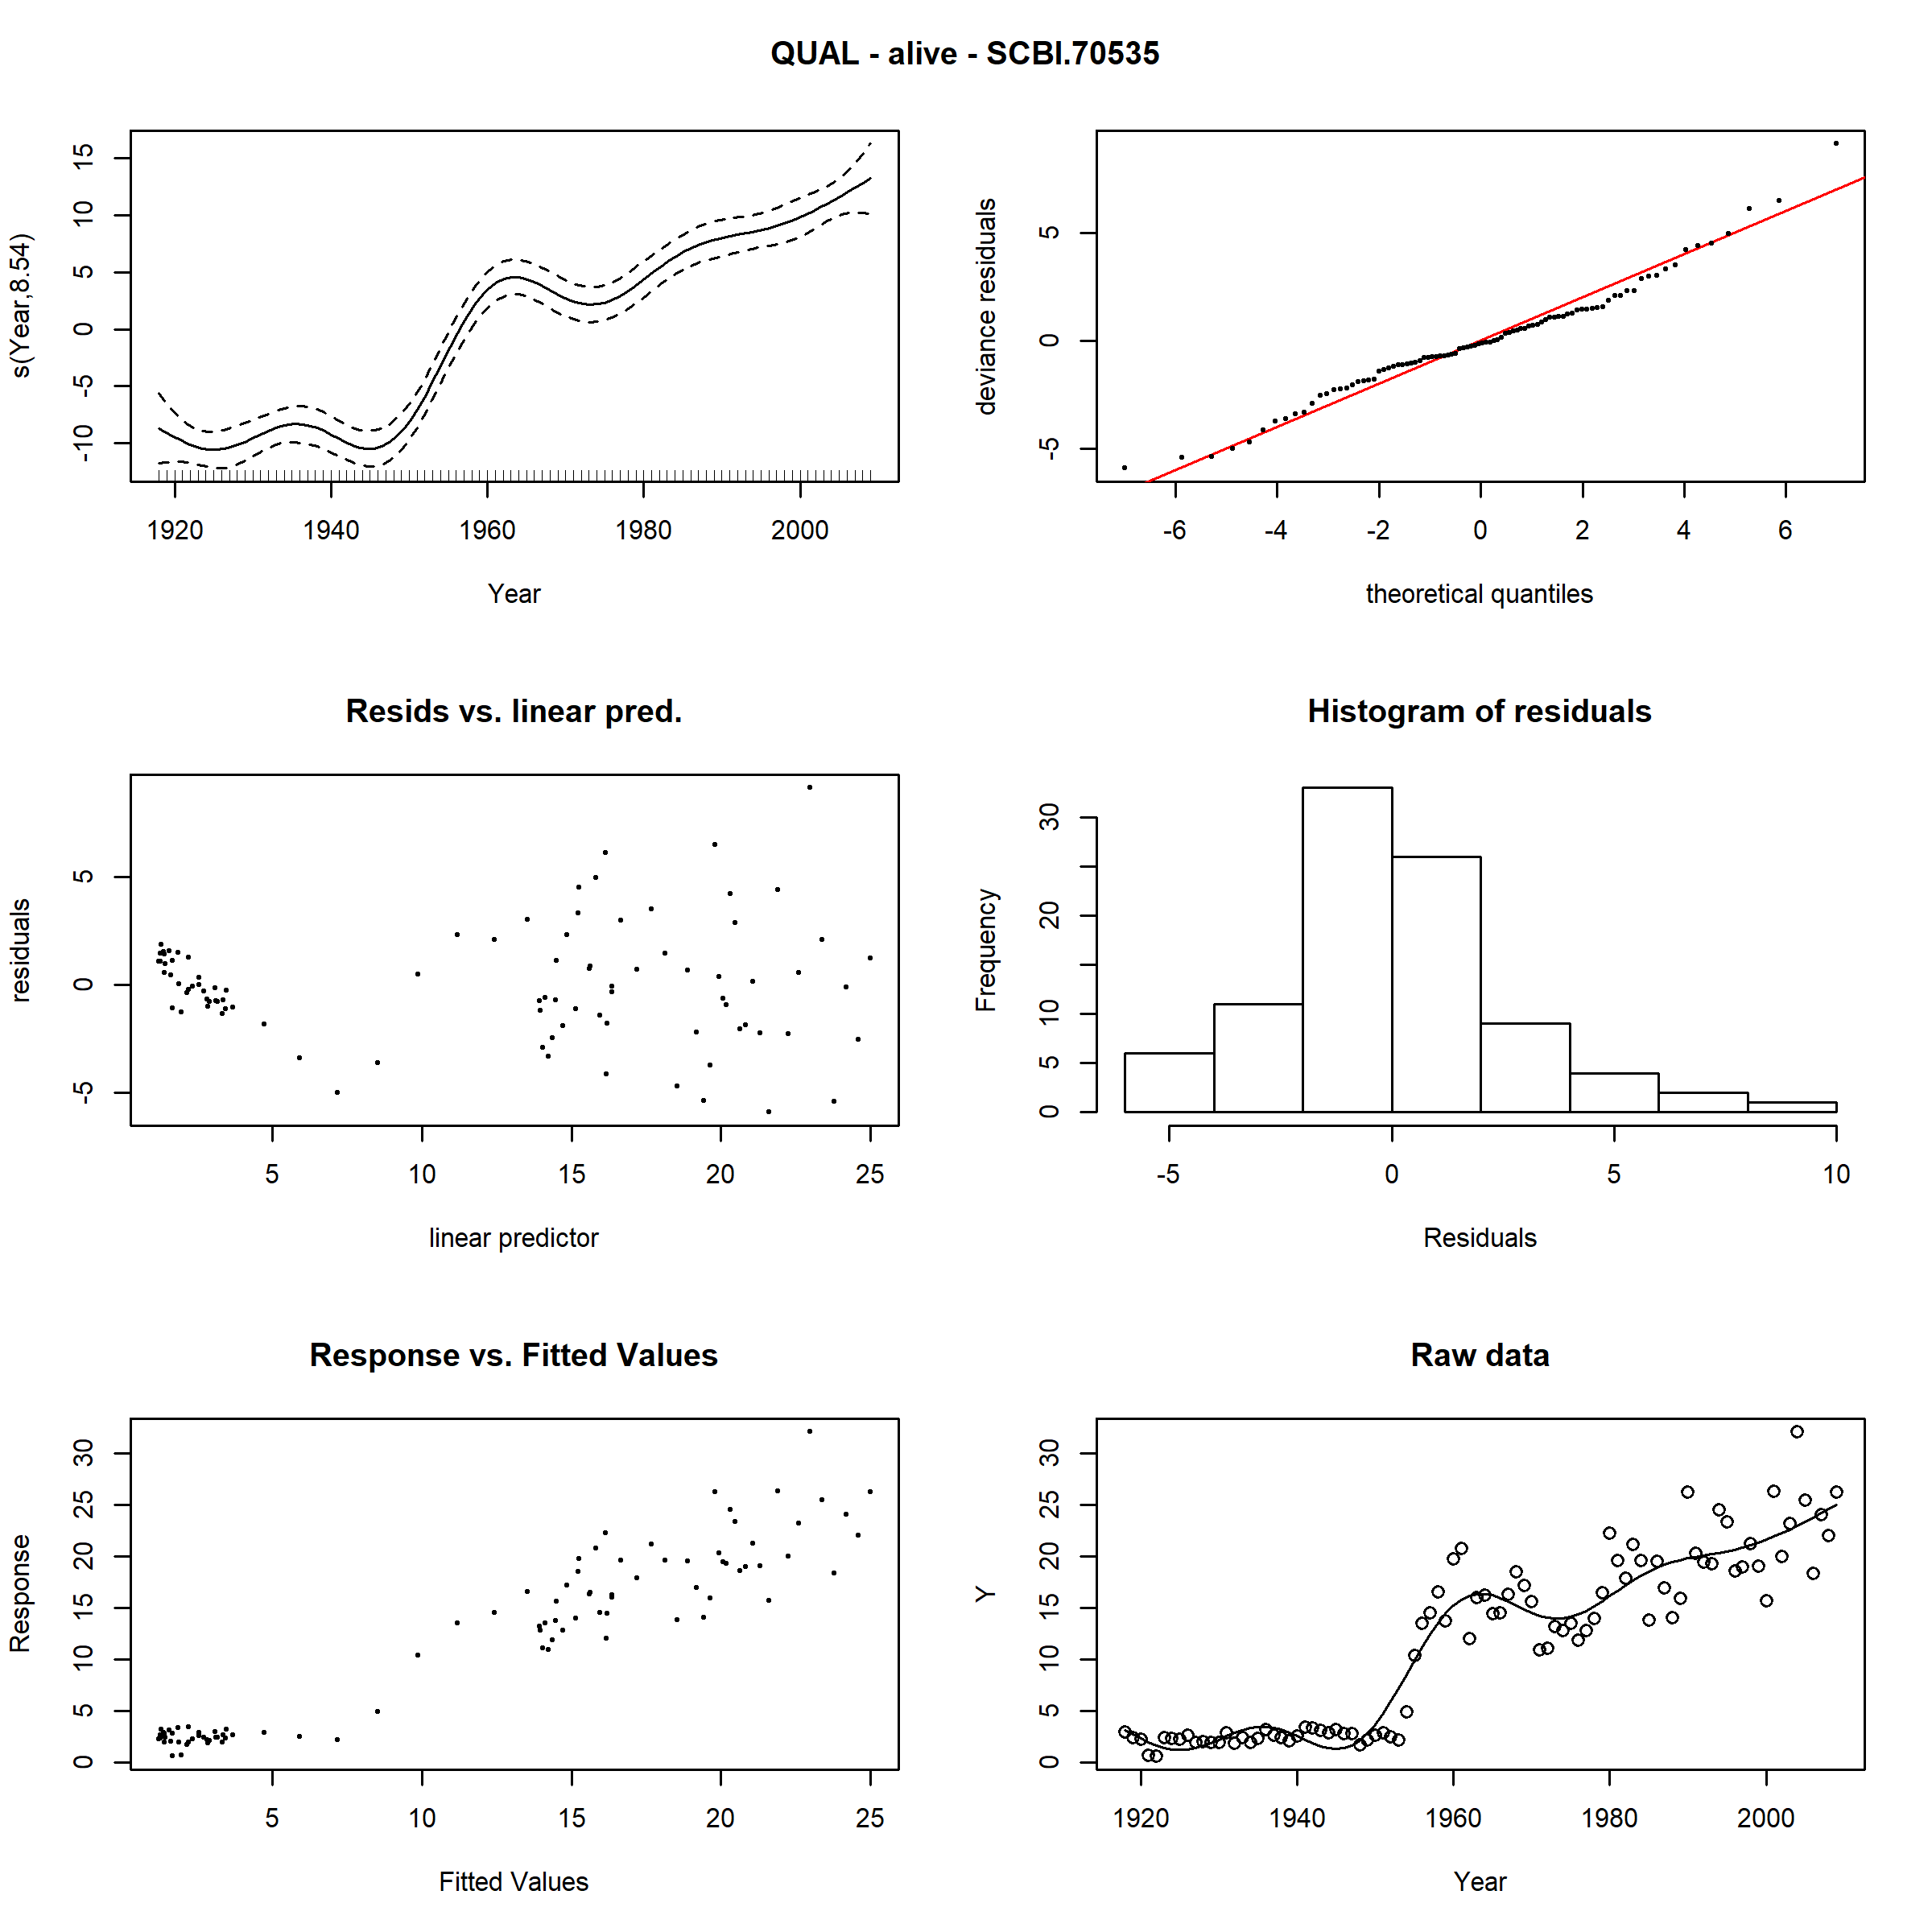 QUAL - alive - SCBI.70535
s(Year,8.54)
15
10
5
0
-5
-10
1920 1940 1960 1980 2000
Year
deviance residuals
5
0
-5
-6 -4 -2 0 2 4 6
theoretical quantiles
Resids vs. linear pred.
residuals
5
0
-5
5 10 15 20 25
linear predictor
Histogram of residuals
Frequency
30
20
10
5
0
-5 0 5 10
Residuals
Response vs. Fitted Values
Response
30
25
20
15
10
5
0
5 10 15 20 25
Fitted Values
Raw data
Y
30
25
20
15
10
5
0
1920 1940 1960 1980 2000
Year